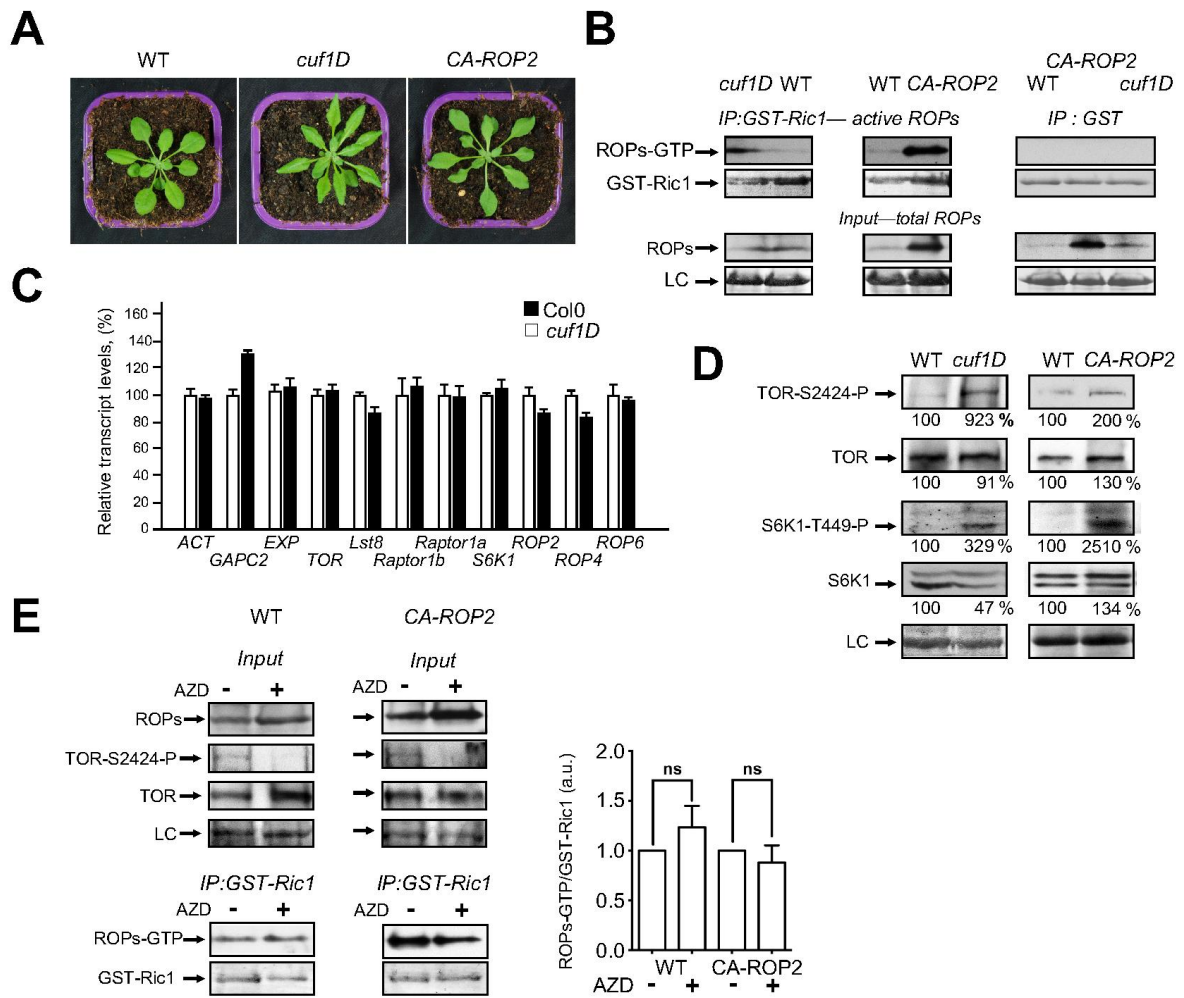 A
WT
cuf1D
CA-ROP2
B
CA-ROP2
cuf1D WT
WT CA-ROP2
WT
cuf1D
IP:GST-Ric1— active ROPs
IP : GST
ROPs-GTP
GST-Ric1
Input—total ROPs
ROPs
LC
C
Relative transcript levels, (%)
160
140
120
100
80
60
40
20
0
Col0
cuf1D
ACT
EXP
Lst8
Raptor1a
ROP2
ROP6
GAPC2
TOR
Raptor1b
S6K1
ROP4
D
WT cuf1D
WT CA-ROP2
TOR-S2424-P
100 923 %
100 200 %
TOR
100 91 %
100 130 %
S6K1-T449-P
100 329 %
100 2510 %
S6K1
100 47 %
100 134 %
LC
E
WT
CA-ROP2
Input
Input
AZD - +
AZD - +
ROPs
TOR-S2424-P
TOR
LC
IP:GST-Ric1
IP:GST-Ric1
AZD - +
AZD - +
ROPs-GTP
GST-Ric1
ROPs-GTP/GST-Ric1 (a.u.)
2.0
1.5
1.0
0.5
0.0
ns
ns
WT
CA-ROP2
AZD - + - +